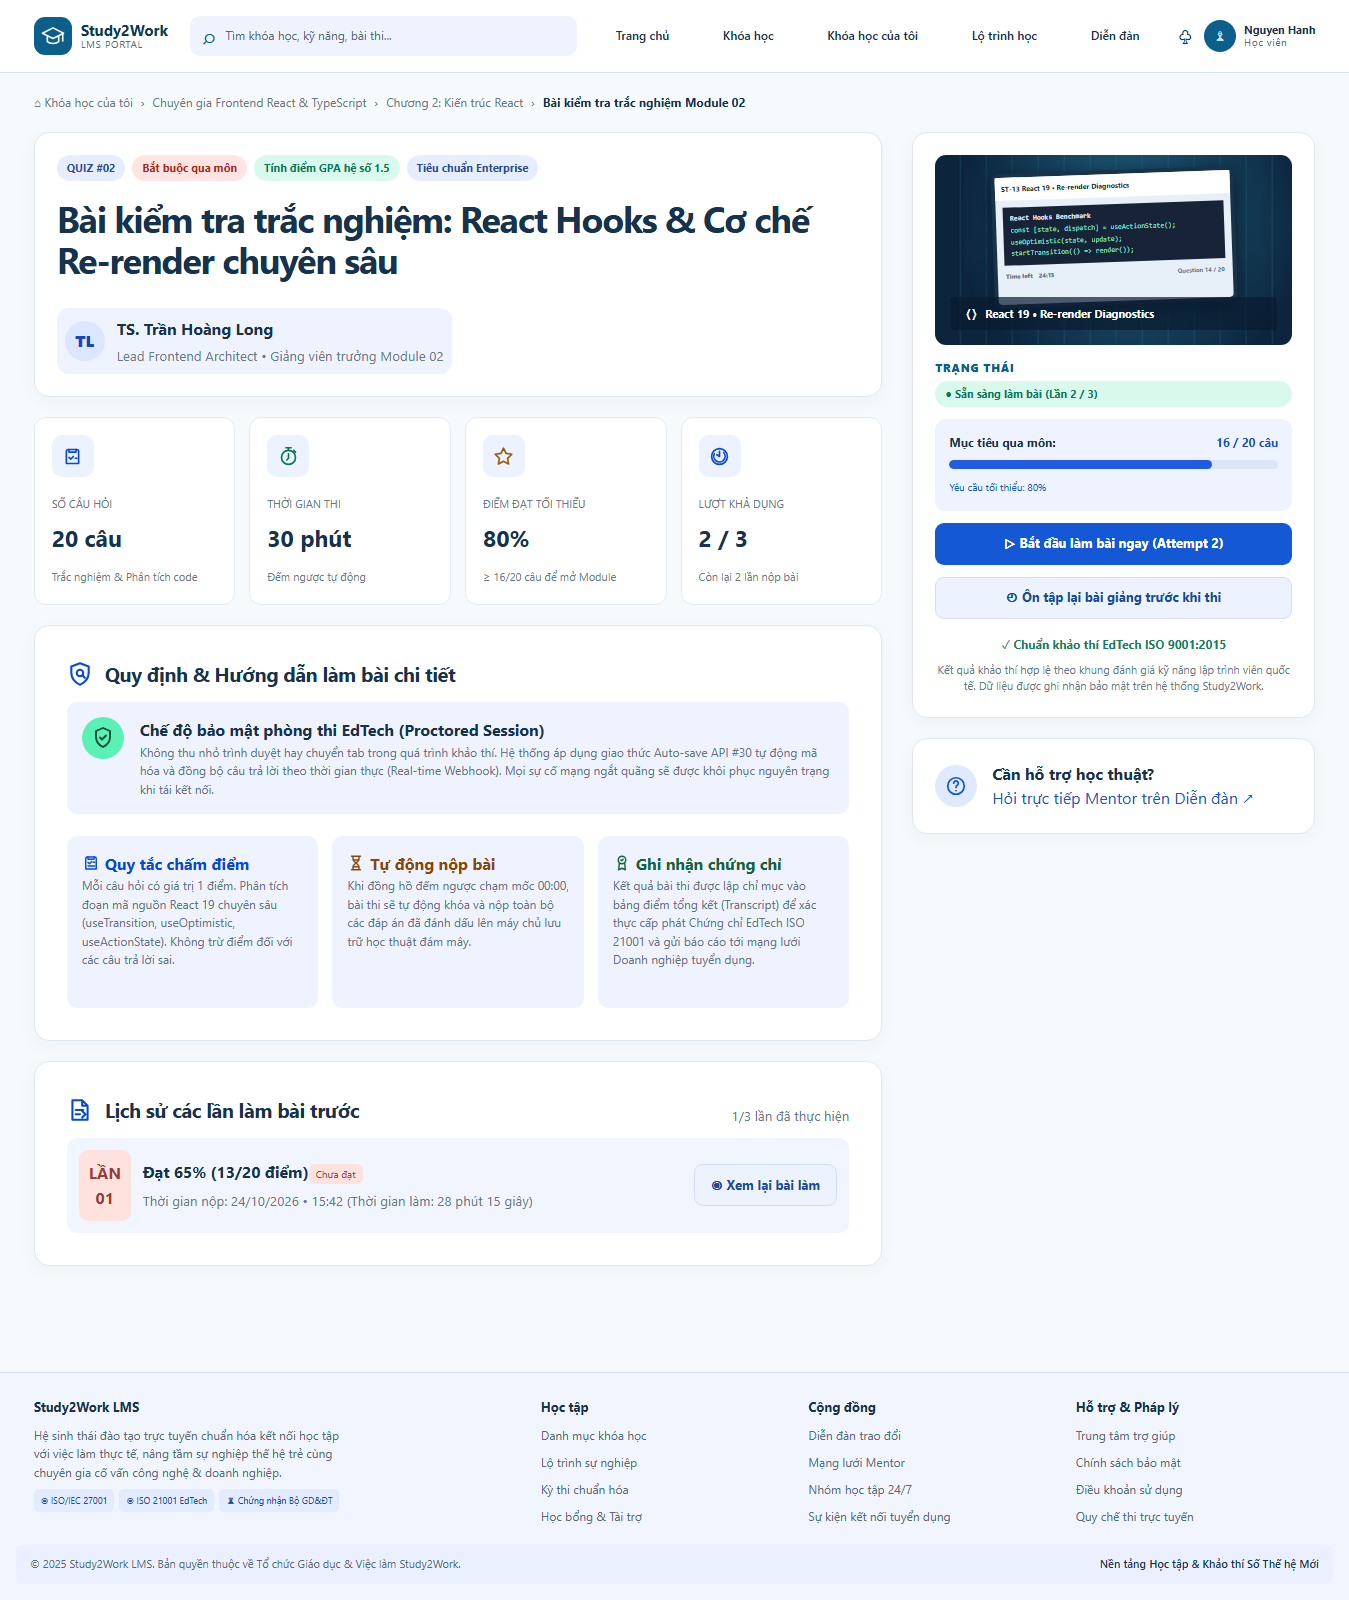 Study2Work
LMS PORTAL
Tìm khóa học, kỹ năng, bài thi...
Trang chủ
Khóa học
Khóa học của tôi
Lộ trình học
Diễn đàn
Nguyen Hanh
Học viên
Khóa học của tôi › Chuyên gia Frontend React & TypeScript › Chương 2: Kiến trúc React › Bài kiểm tra trắc nghiệm Module 02
QUIZ #02
Bắt buộc qua môn
Tính điểm GPA hệ số 1.5
Tiêu chuẩn Enterprise
Bài kiểm tra trắc nghiệm: React Hooks & Cơ chế
Re-render chuyên sâu
TL
TS. Trần Hoàng Long
Lead Frontend Architect • Giảng viên trưởng Module 02
SỐ CÂU HỎI
20 câu
Trắc nghiệm & Phân tích code
THỜI GIAN THI
30 phút
Đếm ngược tự động
ĐIỂM ĐẠT TỐI THIỂU
80%
≥ 16/20 câu để mở Module
LƯỢT KHẢ DỤNG
2 / 3
Còn lại 2 lần nộp bài
Quy định & Hướng dẫn làm bài chi tiết
Chế độ bảo mật phòng thi EdTech (Proctored Session)
Không thu nhỏ trình duyệt hay chuyển tab trong quá trình khảo thí. Hệ thống áp dụng giao thức Auto-save API #30 tự động mã
hóa và đồng bộ câu trả lời theo thời gian thực (Real-time Webhook). Mọi sự cố mạng ngắt quãng sẽ được khôi phục nguyên trạng
khi tái kết nối.
Quy tắc chấm điểm
Mỗi câu hỏi có giá trị 1 điểm. Phân tích
đoạn mã nguồn React 19 chuyên sâu
(useTransition, useOptimistic,
useActionState). Không trừ điểm đối với
các câu trả lời sai.
Tự động nộp bài
Khi đồng hồ đếm ngược chạm mốc 00:00,
bài thi sẽ tự động khóa và nộp toàn bộ
các đáp án đã đánh dấu lên máy chủ lưu
trữ học thuật đám mây.
Ghi nhận chứng chỉ
Kết quả bài thi được lập chỉ mục vào
bảng điểm tổng kết (Transcript) để xác
thực cấp phát Chứng chỉ EdTech ISO
21001 và gửi báo cáo tới mạng lưới
Doanh nghiệp tuyển dụng.
Lịch sử các lần làm bài trước
1/3 lần đã thực hiện
LẦN
01
Đạt 65% (13/20 điểm) Chưa đạt
Thời gian nộp: 24/10/2026 • 15:42 (Thời gian làm: 28 phút 15 giây)
Xem lại bài làm
ST-13 React 19 • Re-render Diagnostics
React Hooks Benchmark
const [state, dispatch] = useActionState();
useOptimistic(state, update);
startTransition(() => render());
Time left 24:15
Question 14 / 20
React 19 • Re-render Diagnostics
TRẠNG THÁI
● Sẵn sàng làm bài (Lần 2 / 3)
Mục tiêu qua môn:
16 / 20 câu
Yêu cầu tối thiểu: 80%
Bắt đầu làm bài ngay (Attempt 2)
Ôn tập lại bài giảng trước khi thi
✓ Chuẩn khảo thí EdTech ISO 9001:2015
Kết quả khảo thí hợp lệ theo khung đánh giá kỹ năng lập trình viên quốc
tế. Dữ liệu được ghi nhận bảo mật trên hệ thống Study2Work.
Cần hỗ trợ học thuật?
Hỏi trực tiếp Mentor trên Diễn đàn ↗
Study2Work LMS
Hệ sinh thái đào tạo trực tuyến chuẩn hóa kết nối học tập
với việc làm thực tế, nâng tầm sự nghiệp thế hệ trẻ cùng
chuyên gia cố vấn công nghệ & doanh nghiệp.
ISO/IEC 27001
ISO 21001 EdTech
Chứng nhận Bộ GD&ĐT
Học tập
Danh mục khóa học
Lộ trình sự nghiệp
Kỳ thi chuẩn hóa
Học bổng & Tài trợ
Cộng đồng
Diễn đàn trao đổi
Mạng lưới Mentor
Nhóm học tập 24/7
Sự kiện kết nối tuyển dụng
Hỗ trợ & Pháp lý
Trung tâm trợ giúp
Chính sách bảo mật
Điều khoản sử dụng
Quy chế thi trực tuyến
© 2025 Study2Work LMS. Bản quyền thuộc về Tổ chức Giáo dục & Việc làm Study2Work.
Nền tảng Học tập & Khảo thí Số Thế hệ Mới